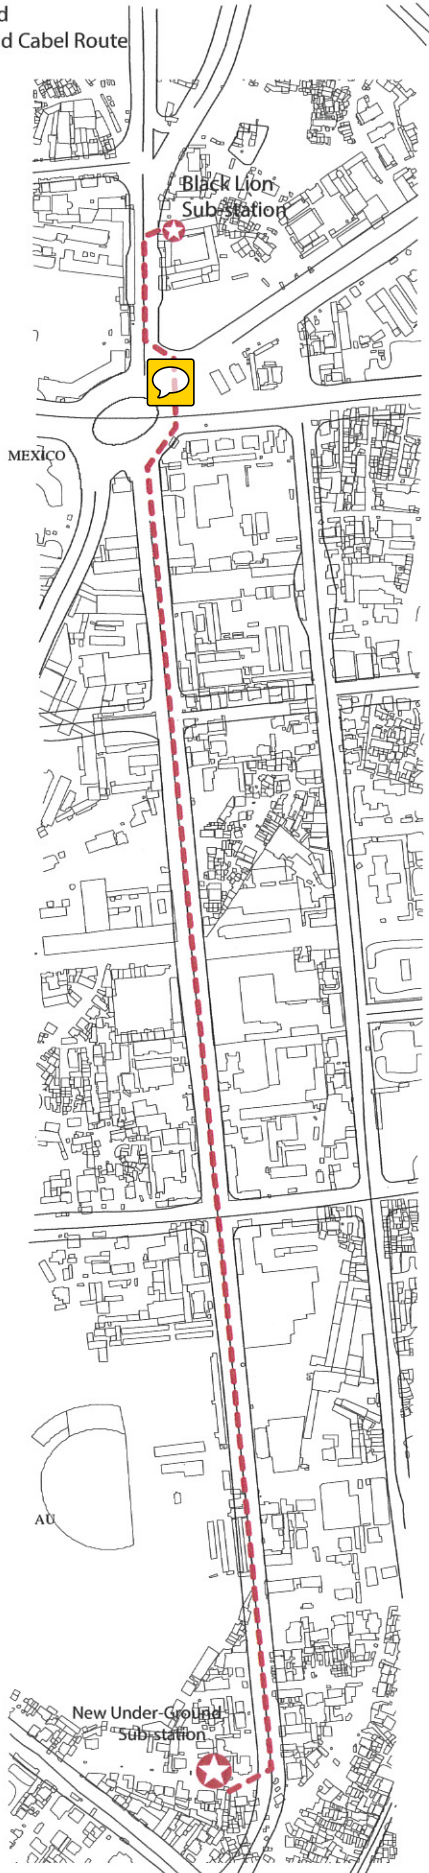 d
d Cabel Route
Black Lion
Sub-station
MEXICO
AU
New Under-Ground
Sub-station